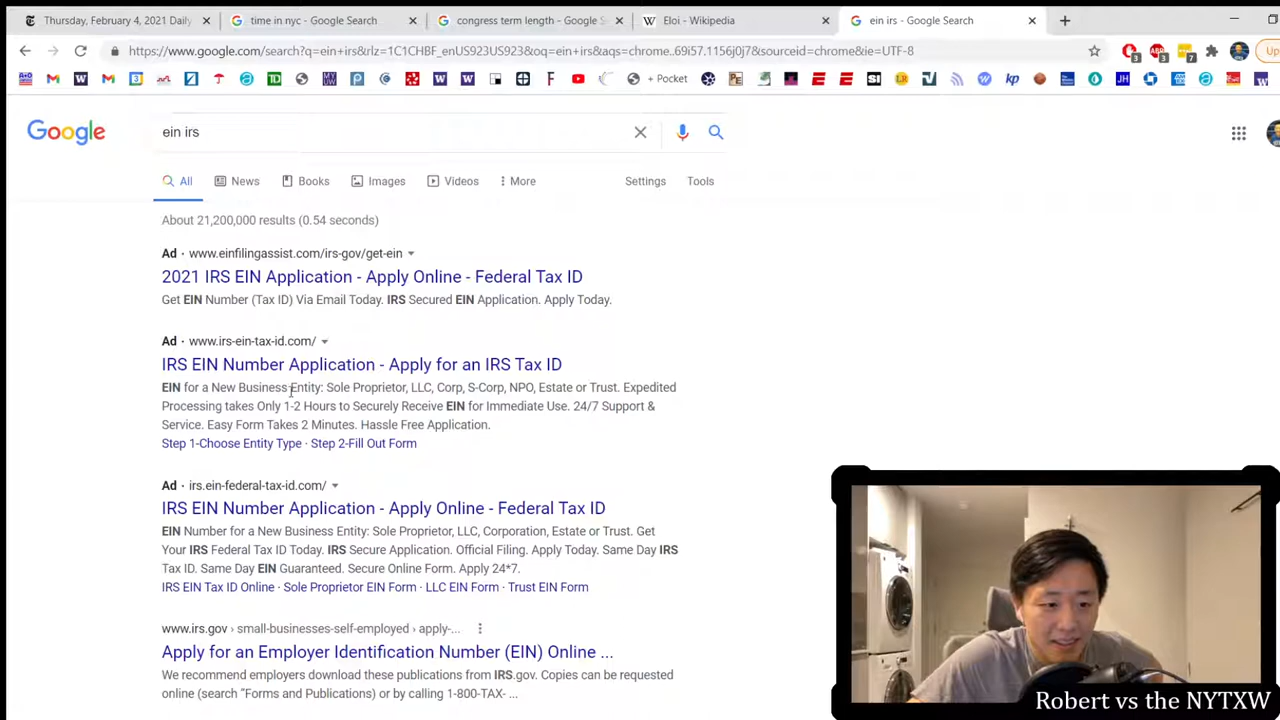 Thursday, February 4, 2021 Daily
time in nyc - Google Search
congress term length - Google S
Eloi - Wikipedia
ein irs - Google Search
https://www.google.com/search?q=ein+irs&rlz=1C1CHBF_enUS923US923&oq=ein+irs&aqs=chrome..69i57.1156j0j7&sourceid=chrome&ie=UTF-8
Up
+ Pocket
Google
ein irs
All
News
Books
Images
Videos
More
Settings
Tools
About 21,200,000 results (0.54 seconds)
Ad · www.einfilingassist.com/irs-gov/get-ein
2021 IRS EIN Application - Apply Online - Federal Tax ID
Get EIN Number (Tax ID) Via Email Today. IRS Secured EIN Application. Apply Today.
Ad · www.irs-ein-tax-id.com/
IRS EIN Number Application - Apply for an IRS Tax ID
EIN for a New Business Entity: Sole Proprietor, LLC, Corp, S-Corp, NPO, Estate or Trust. Expedited
Processing takes Only 1-2 Hours to Securely Receive EIN for Immediate Use. 24/7 Support &
Service. Easy Form Takes 2 Minutes. Hassle Free Application.
Step 1-Choose Entity Type · Step 2-Fill Out Form
Ad · irs.ein-federal-tax-id.com/
IRS EIN Number Application - Apply Online - Federal Tax ID
EIN Number for a New Business Entity: Sole Proprietor, LLC, Corporation, Estate or Trust. Get
Your IRS Federal Tax ID Today. IRS Secure Application. Official Filing. Apply Today. Same Day IRS
Tax ID. Same Day EIN Guaranteed. Secure Online Form. Apply 24*7.
IRS EIN Tax ID Online · Sole Proprietor EIN Form · LLC EIN Form · Trust EIN Form
www.irs.gov › small-businesses-self-employed › apply-...
Apply for an Employer Identification Number (EIN) Online ...
We recommend employers download these publications from IRS.gov. Copies can be requested
online (search "Forms and Publications) or by calling 1-800-TAX- ...
Robert vs the NYTXW